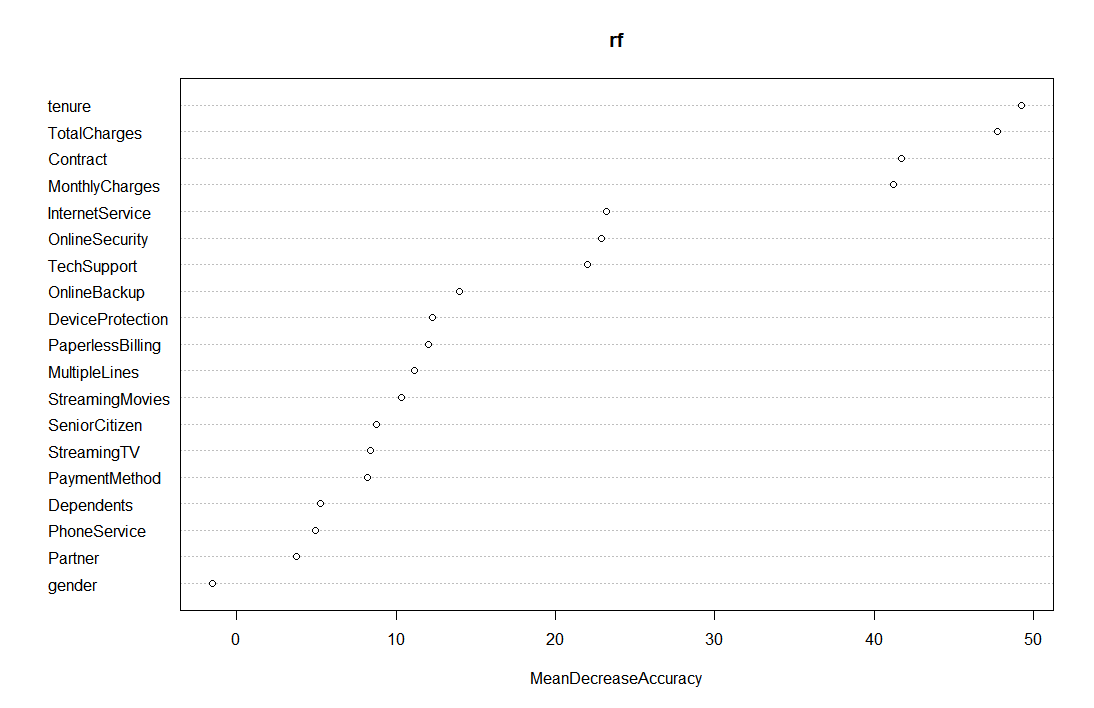 rf
tenure
TotalCharges
Contract
MonthlyCharges
InternetService
OnlineSecurity
TechSupport
OnlineBackup
DeviceProtection
PaperlessBilling
MultipleLines
StreamingMovies
SeniorCitizen
StreamingTV
PaymentMethod
Dependents
PhoneService
Partner
gender
0 10 20 30 40 50
MeanDecreaseAccuracy